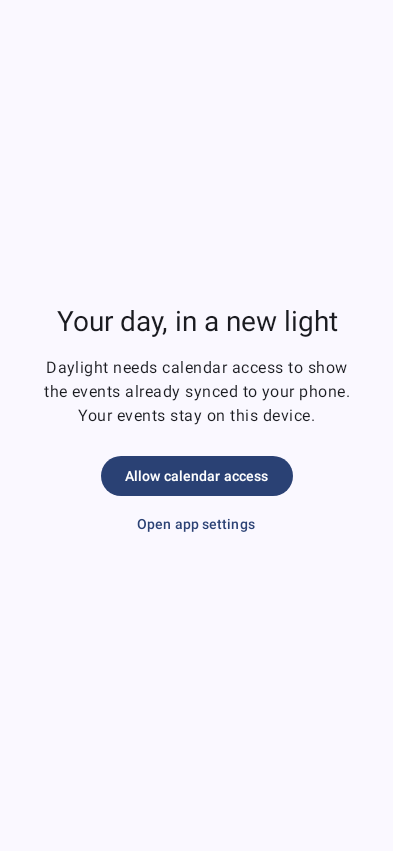 Your day, in a new light
Daylight needs calendar access to show
the events already synced to your phone.
Your events stay on this device.
Allow calendar access
Open app settings